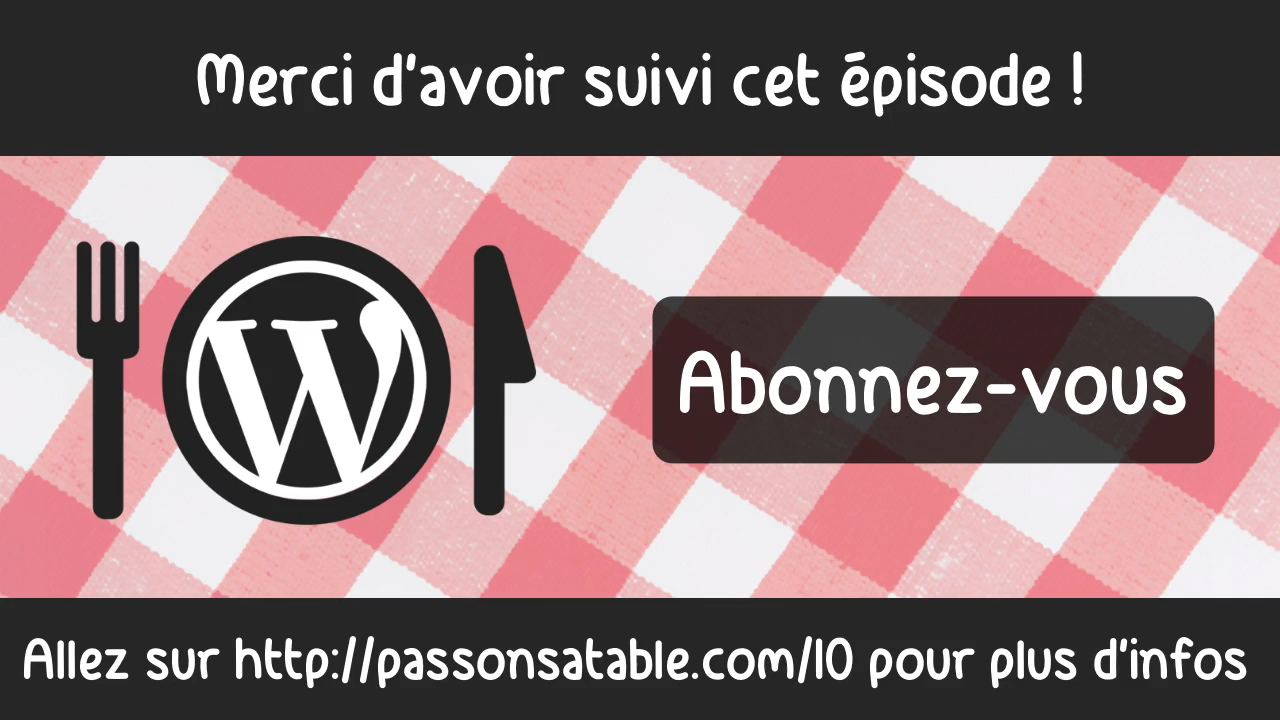 Merci d'avoir suivi cet épisode !
W
Abonnez-vous
Allez sur http://passonsatable.com/10 pour plus d'infos